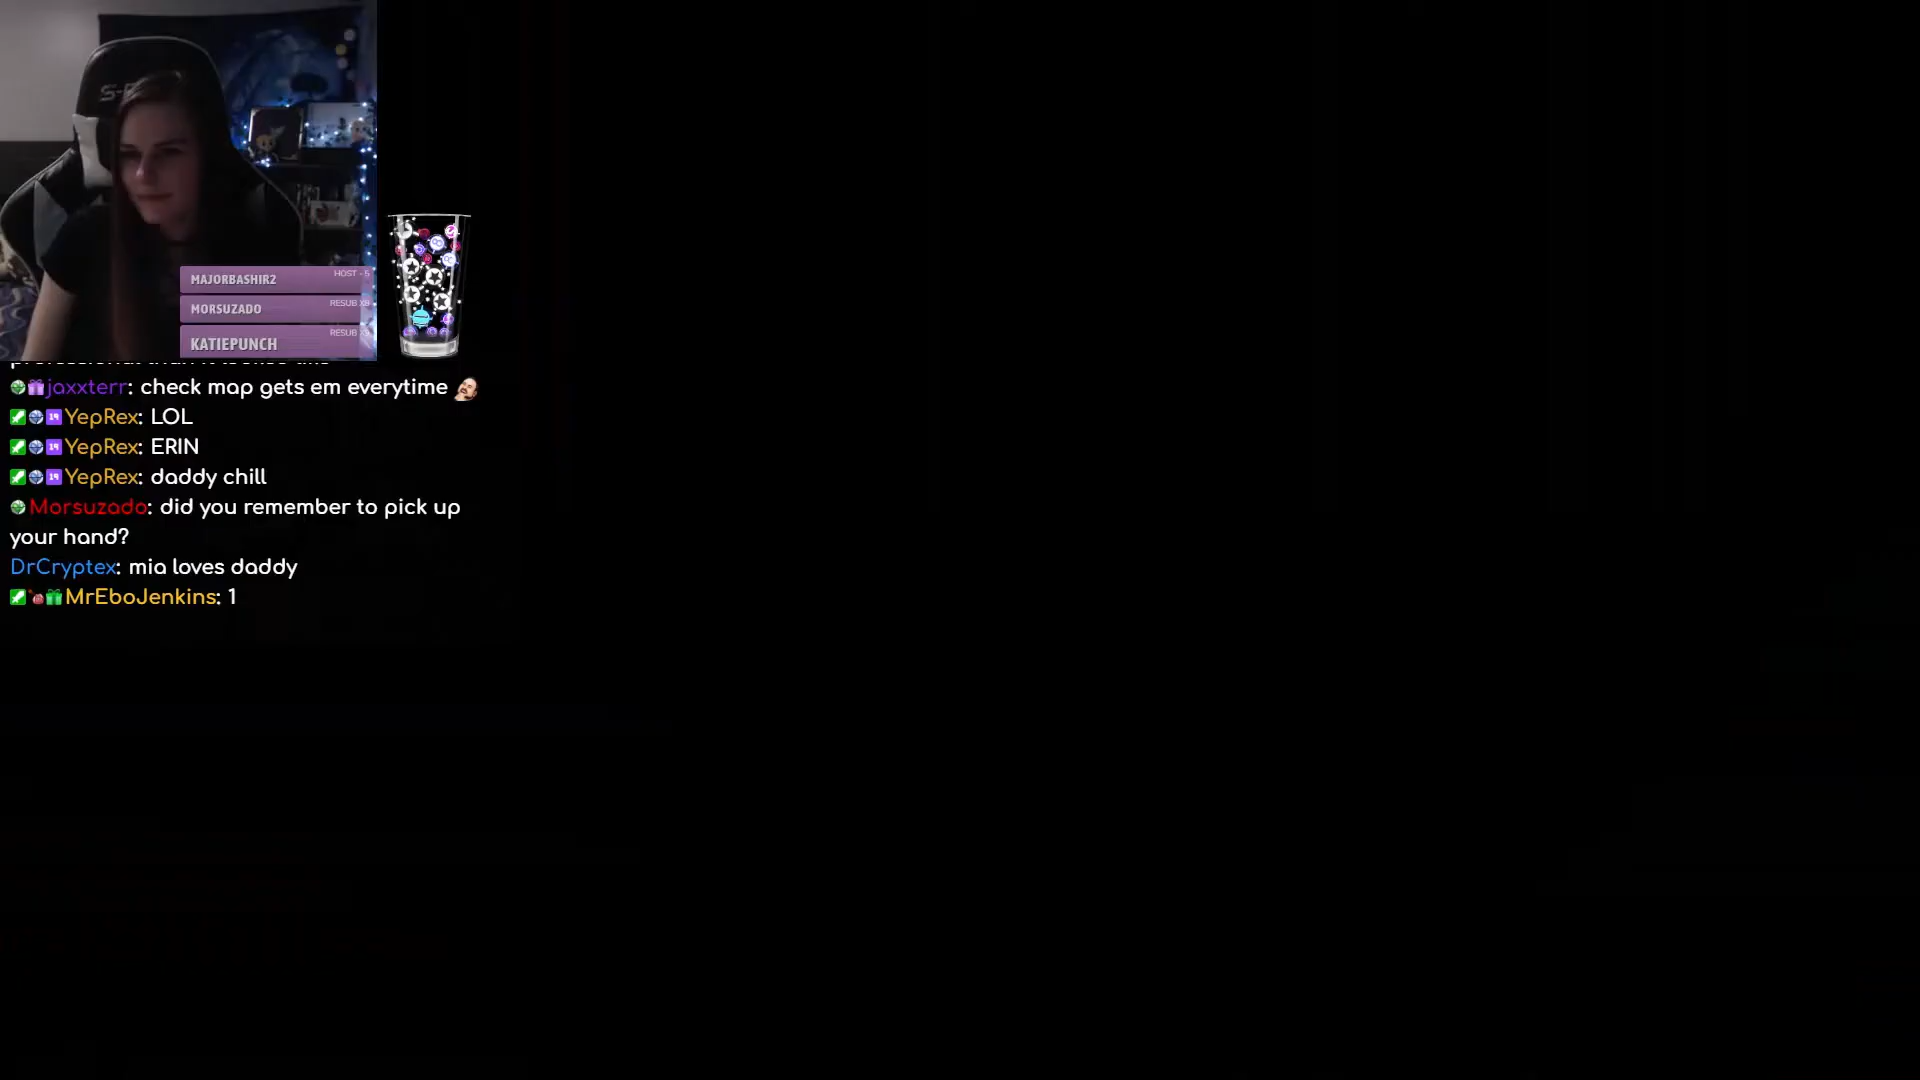 MAJORBASHIR2 HOST - 5
MORSUZADO RESUB
KATIEPUNCH RESUB
jaxxterr: check map gets em everytime
YepRex: LOL
YepRex: ERIN
YepRex: daddy chill
Morsuzado: did you remember to pick up
your hand?
DrCryptex: mia loves daddy
MrEboJenkins: 1